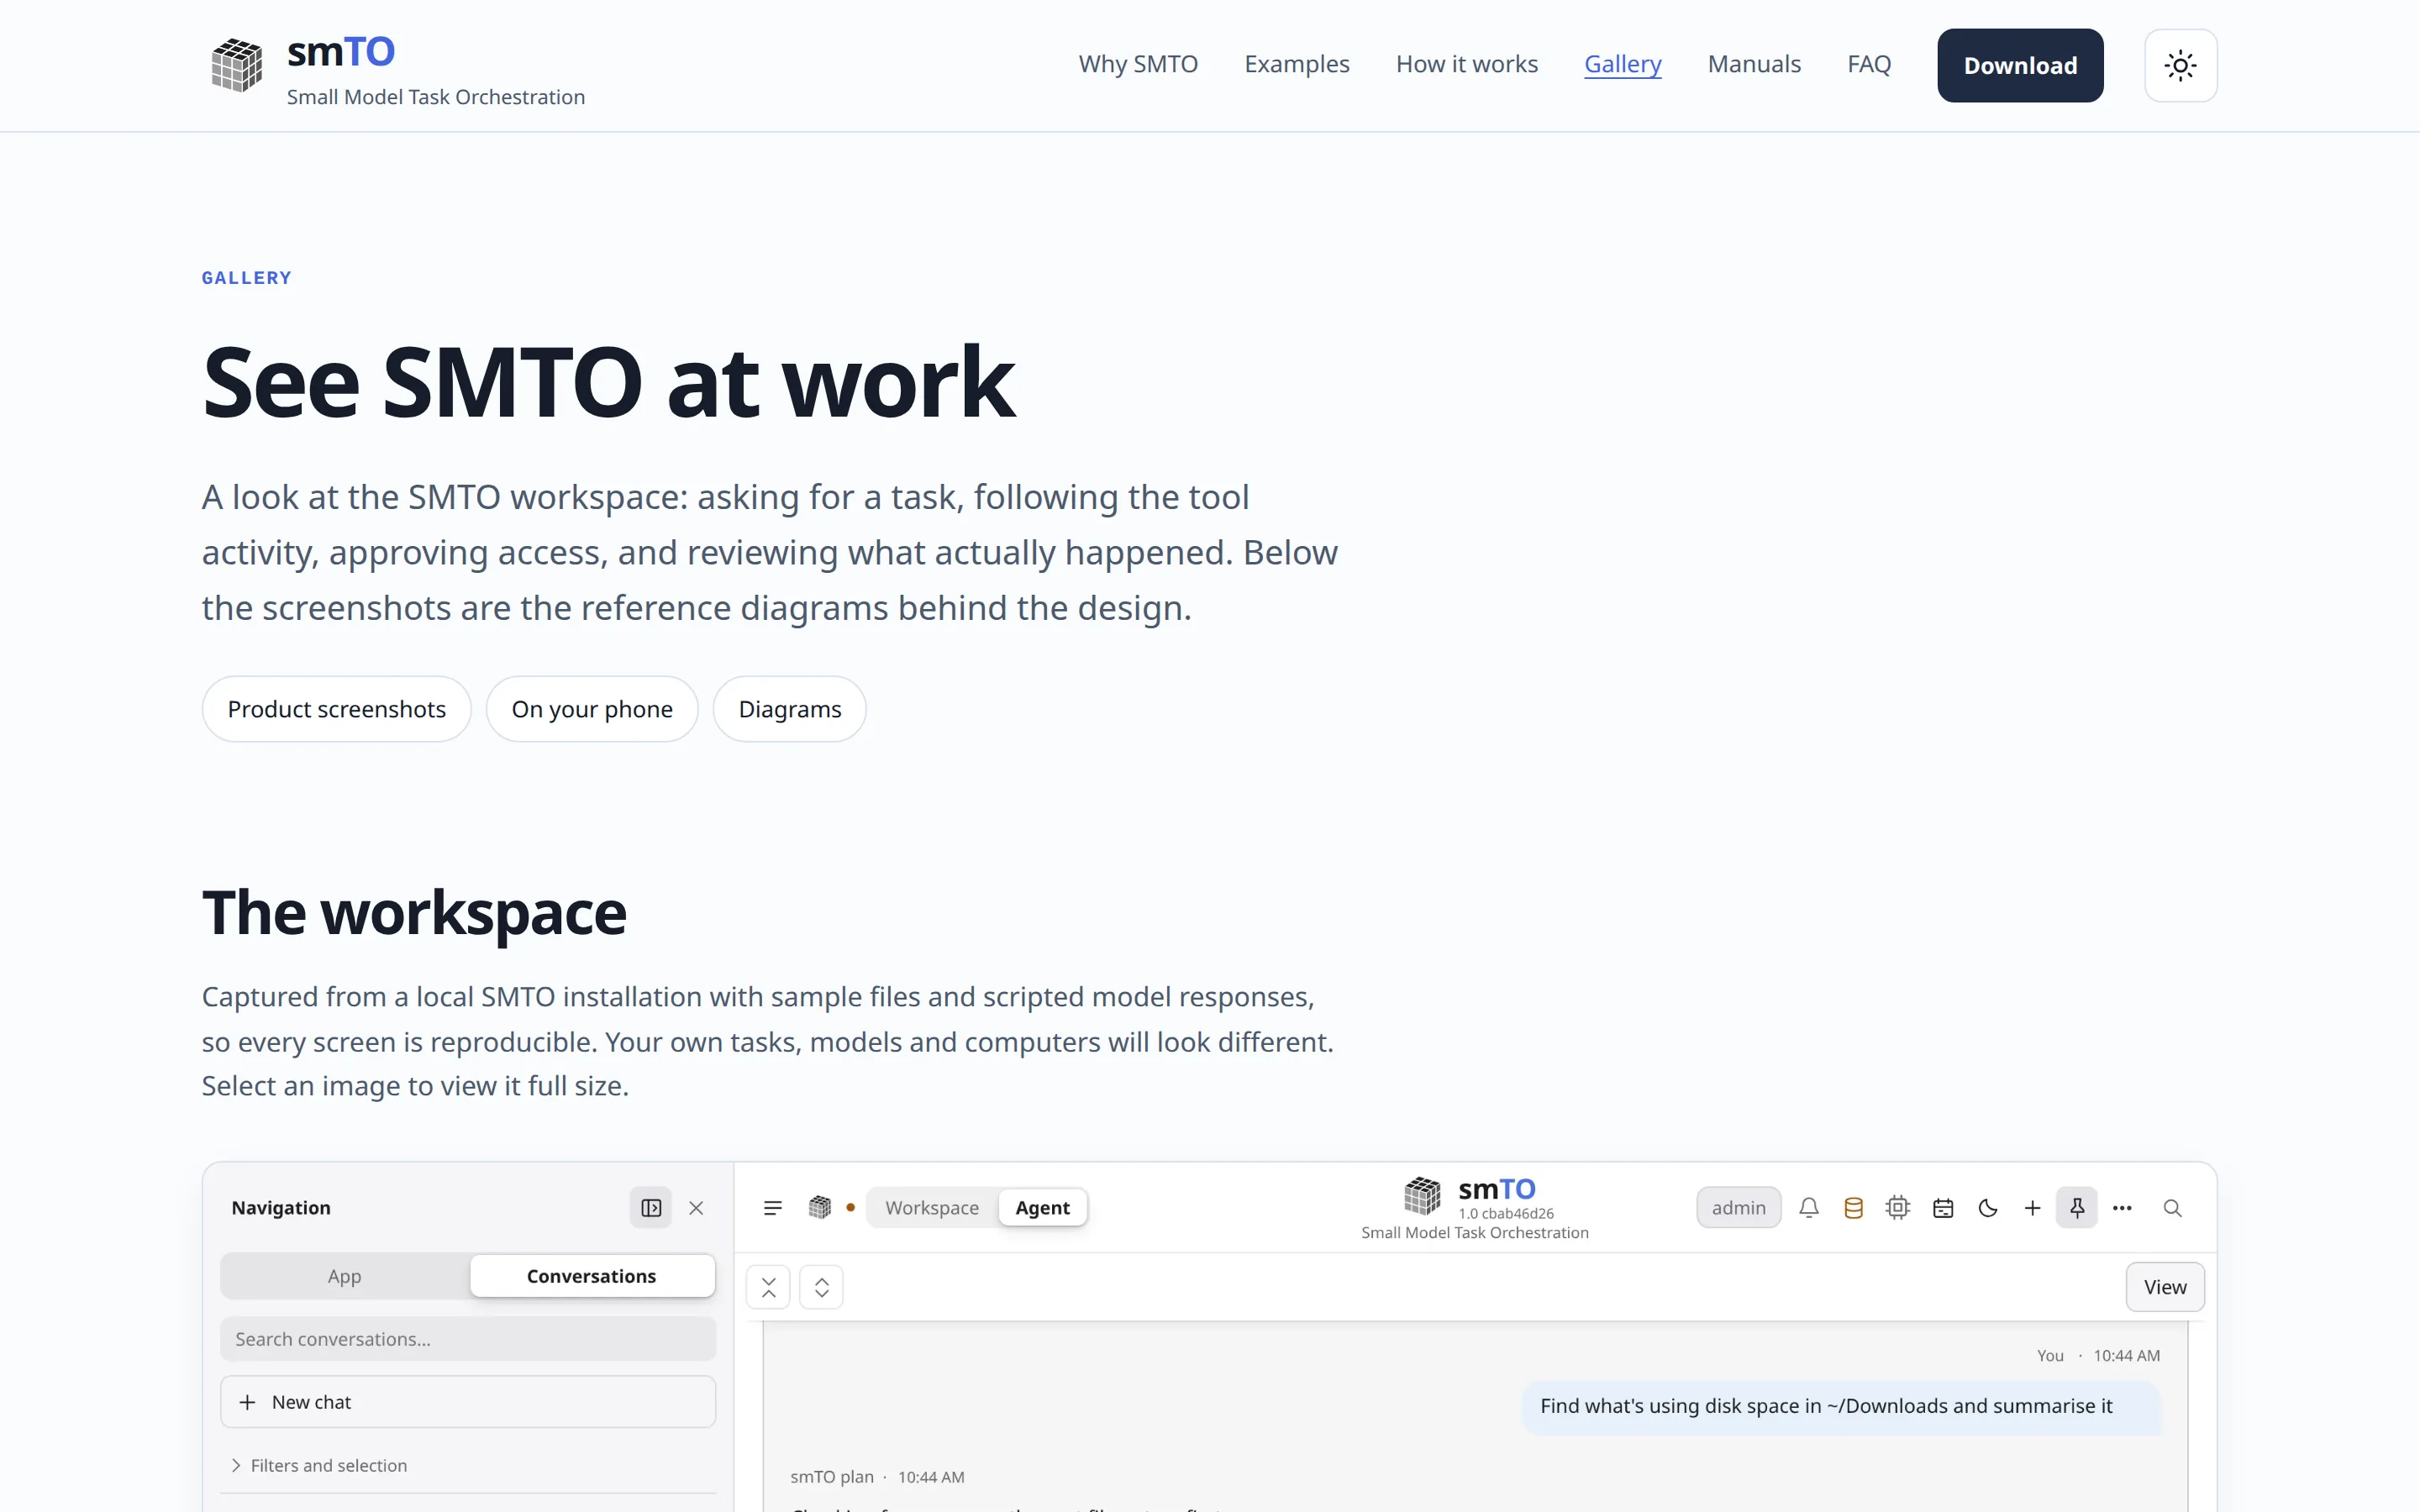 smTO
Small Model Task Orchestration
Why SMTO
Examples
How it works
Gallery
Manuals
FAQ
Download
GALLERY
See SMTO at work
A look at the SMTO workspace: asking for a task, following the tool
activity, approving access, and reviewing what actually happened. Below
the screenshots are the reference diagrams behind the design.
Product screenshots
On your phone
Diagrams
The workspace
Captured from a local SMTO installation with sample files and scripted model responses,
so every screen is reproducible. Your own tasks, models and computers will look different.
Select an image to view it full size.
Navigation
App
Conversations
Search conversations...
New chat
Filters and selection
Workspace
Agent
smTO
1.0 cbab46d26
Small Model Task Orchestration
admin
View
You · 10:44 AM
Find what's using disk space in ~/Downloads and summarise it
smTO plan · 10:44 AM